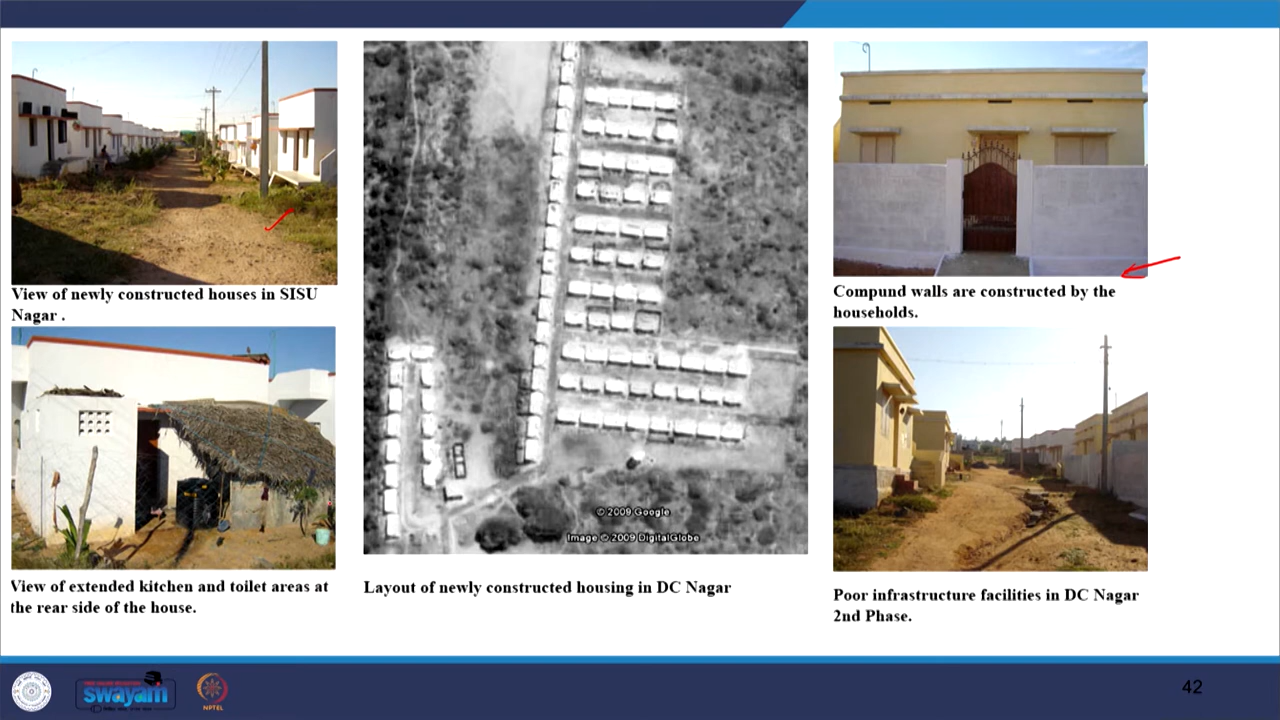 View of newly constructed houses in SISU
Nagar .
View of extended kitchen and toilet areas at
the rear side of the house.
© 2009 Google
Image © 2009 DigitalGlobe
Layout of newly constructed housing in DC Nagar
Compund walls are constructed by the
households.
Poor infrastructure facilities in DC Nagar
2nd Phase.
swayam
NPTEL
42